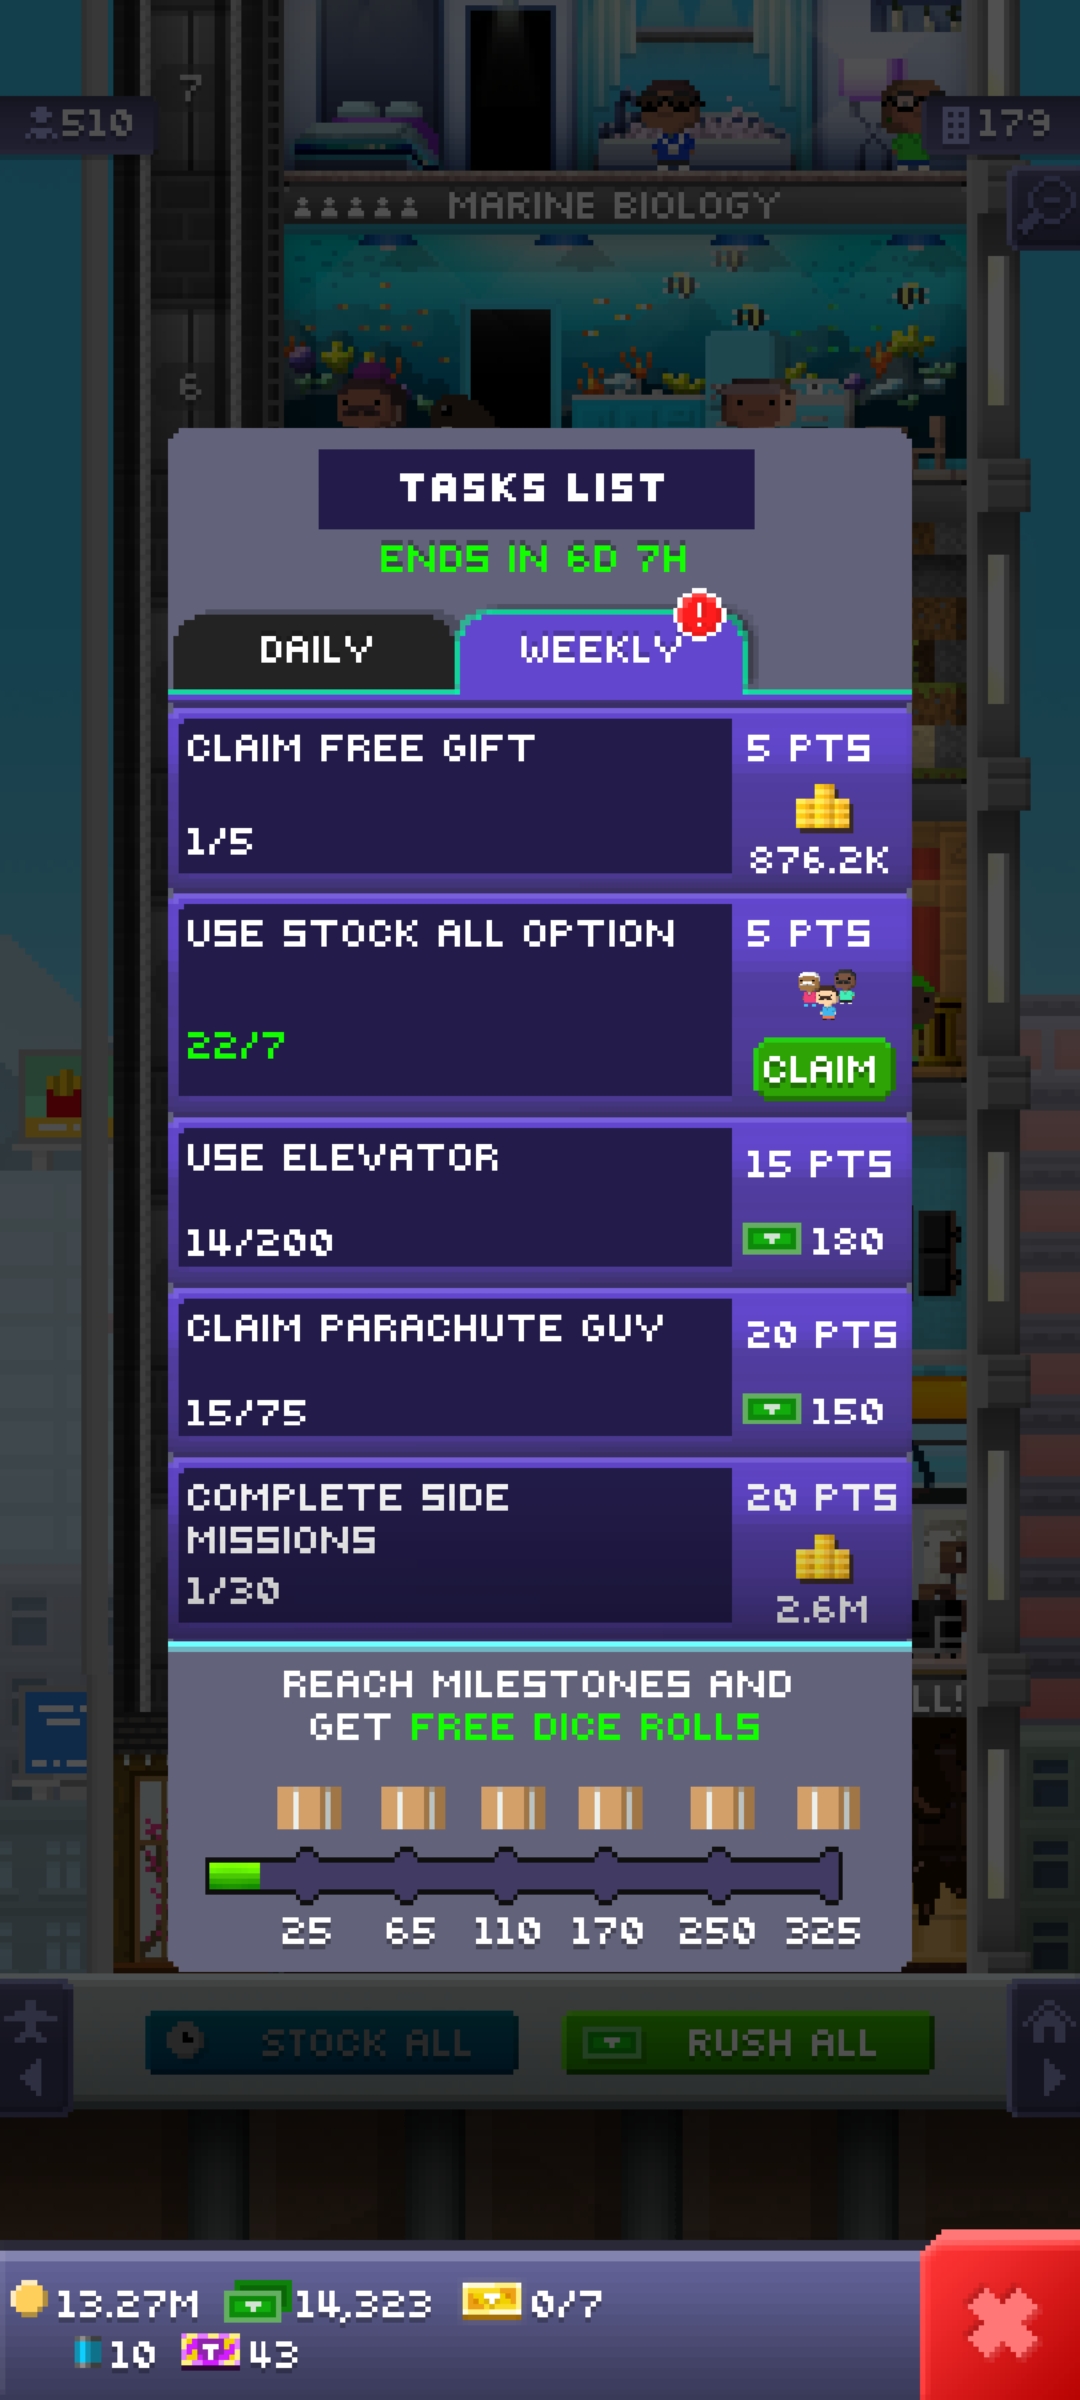 7
510
179
MARINE BIOLOGY
6
TASKS LIST
ENDS IN 6D 7H
DAILY
WEEKLY
!
CLAIM FREE GIFT
5 PTS
1/5
876.2K
USE STOCK ALL OPTION
5 PTS
22/7
CLAIM
USE ELEVATOR
15 PTS
14/200
180
CLAIM PARACHUTE GUY
20 PTS
15/75
150
COMPLETE SIDE
MISSIONS
20 PTS
1/30
2.6M
LL!
REACH MILESTONES AND
GET FREE DICE ROLLS
25 65 110 170 250 325
STOCK ALL
RUSH ALL
13.27M 14,323 0/7
10 43